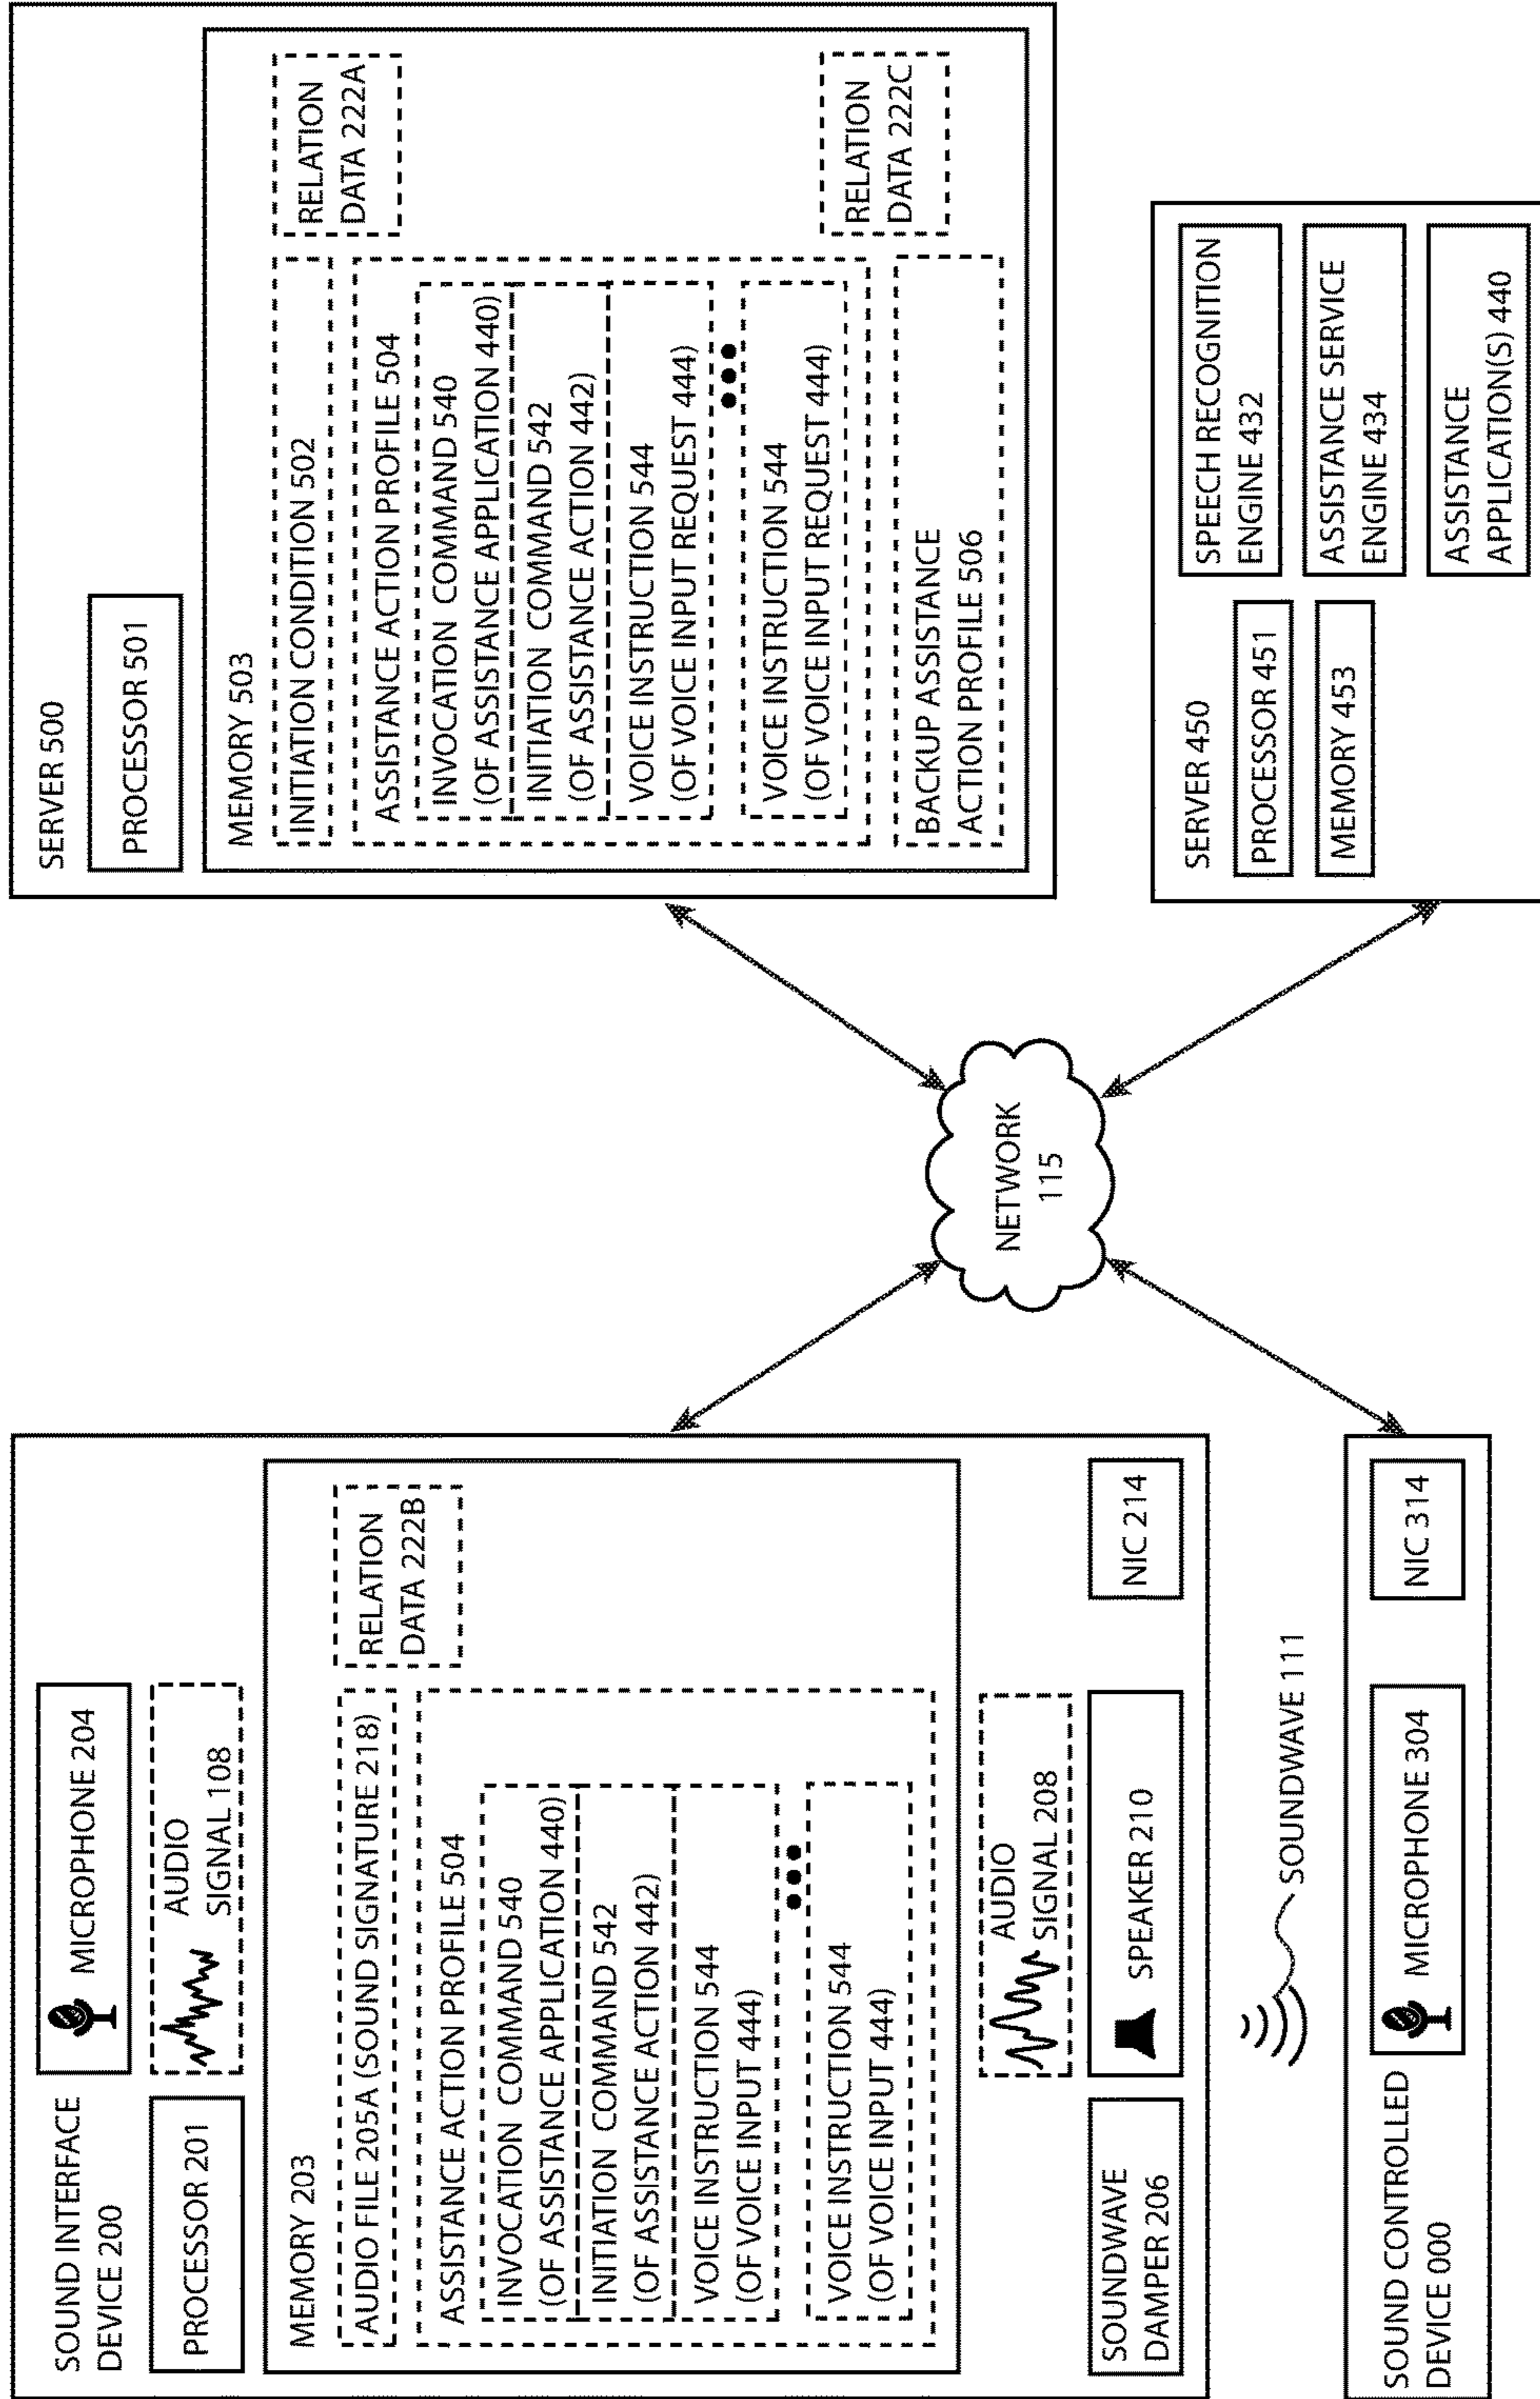 SOUND INTERFACE
DEVICE 200
MICROPHONE 204
PROCESSOR 201
AUDIO
SIGNAL 108
MEMORY 203
AUDIO FILE 205A (SOUND SIGNATURE 218)
RELATION
DATA 222B
ASSISTANCE ACTION PROFILE 504
INVOCATION COMMAND 540
(OF ASSISTANCE APPLICATION 440)
INITIATION COMMAND 542
(OF ASSISTANCE ACTION 442)
VOICE INSTRUCTION 544
(OF VOICE INPUT 444)
VOICE INSTRUCTION 544
(OF VOICE INPUT 444)
AUDIO
SIGNAL 208
SOUNDWAVE
DAMPER 206
SPEAKER 210
NIC 214
SOUNDWAVE 111
SOUND CONTROLLED
DEVICE 000
MICROPHONE 304
NIC 314
NETWORK
115
SERVER 500
PROCESSOR 501
MEMORY 503
INITIATION CONDITION 502
RELATION
DATA 222A
ASSISTANCE ACTION PROFILE 504
INVOCATION COMMAND 540
(OF ASSISTANCE APPLICATION 440)
INITIATION COMMAND 542
(OF ASSISTANCE ACTION 442)
VOICE INSTRUCTION 544
(OF VOICE INPUT REQUEST 444)
VOICE INSTRUCTION 544
(OF VOICE INPUT REQUEST 444)
BACKUP ASSISTANCE
ACTION PROFILE 506
RELATION
DATA 222C
SERVER 450
PROCESSOR 451
MEMORY 453
SPEECH RECOGNITION
ENGINE 432
ASSISTANCE SERVICE
ENGINE 434
ASSISTANCE
APPLICATION(S) 440